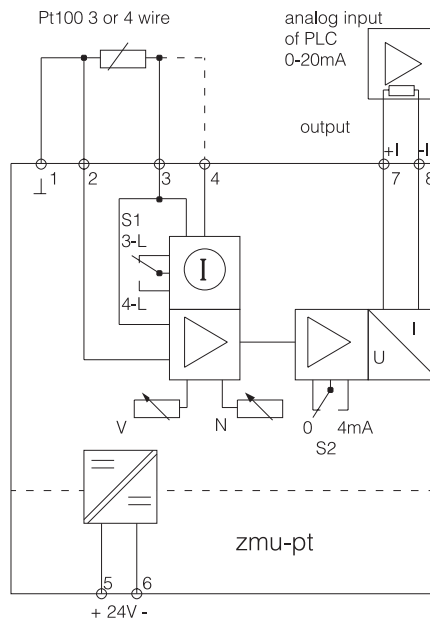 Pt100 3 or 4 wire
analog input
of PLC
0-20mA
output
+I -I
1 2 3 4 7 8
⊥
S1
3-L
4-L
I
U I
V N
0 4mA
S2
zmu-pt
5 6
+ 24V -